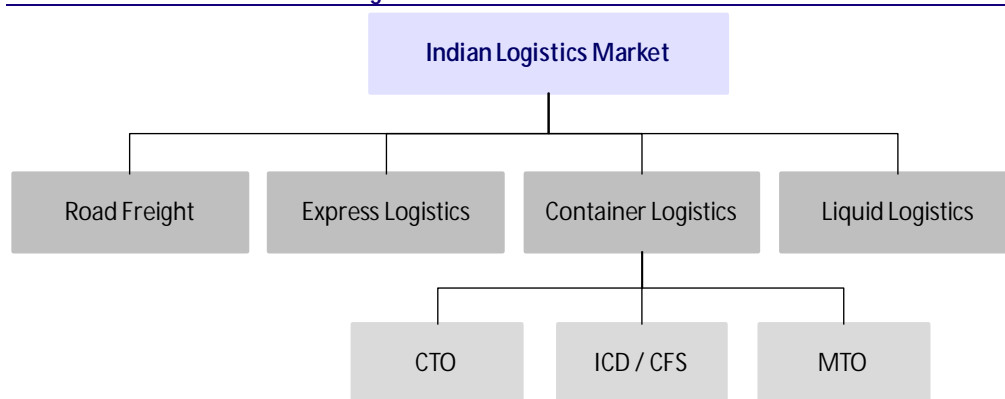 Indian Logistics Market
Road Freight
Express Logistics
Container Logistics
Liquid Logistics
CTO
ICD / CFS
MTO